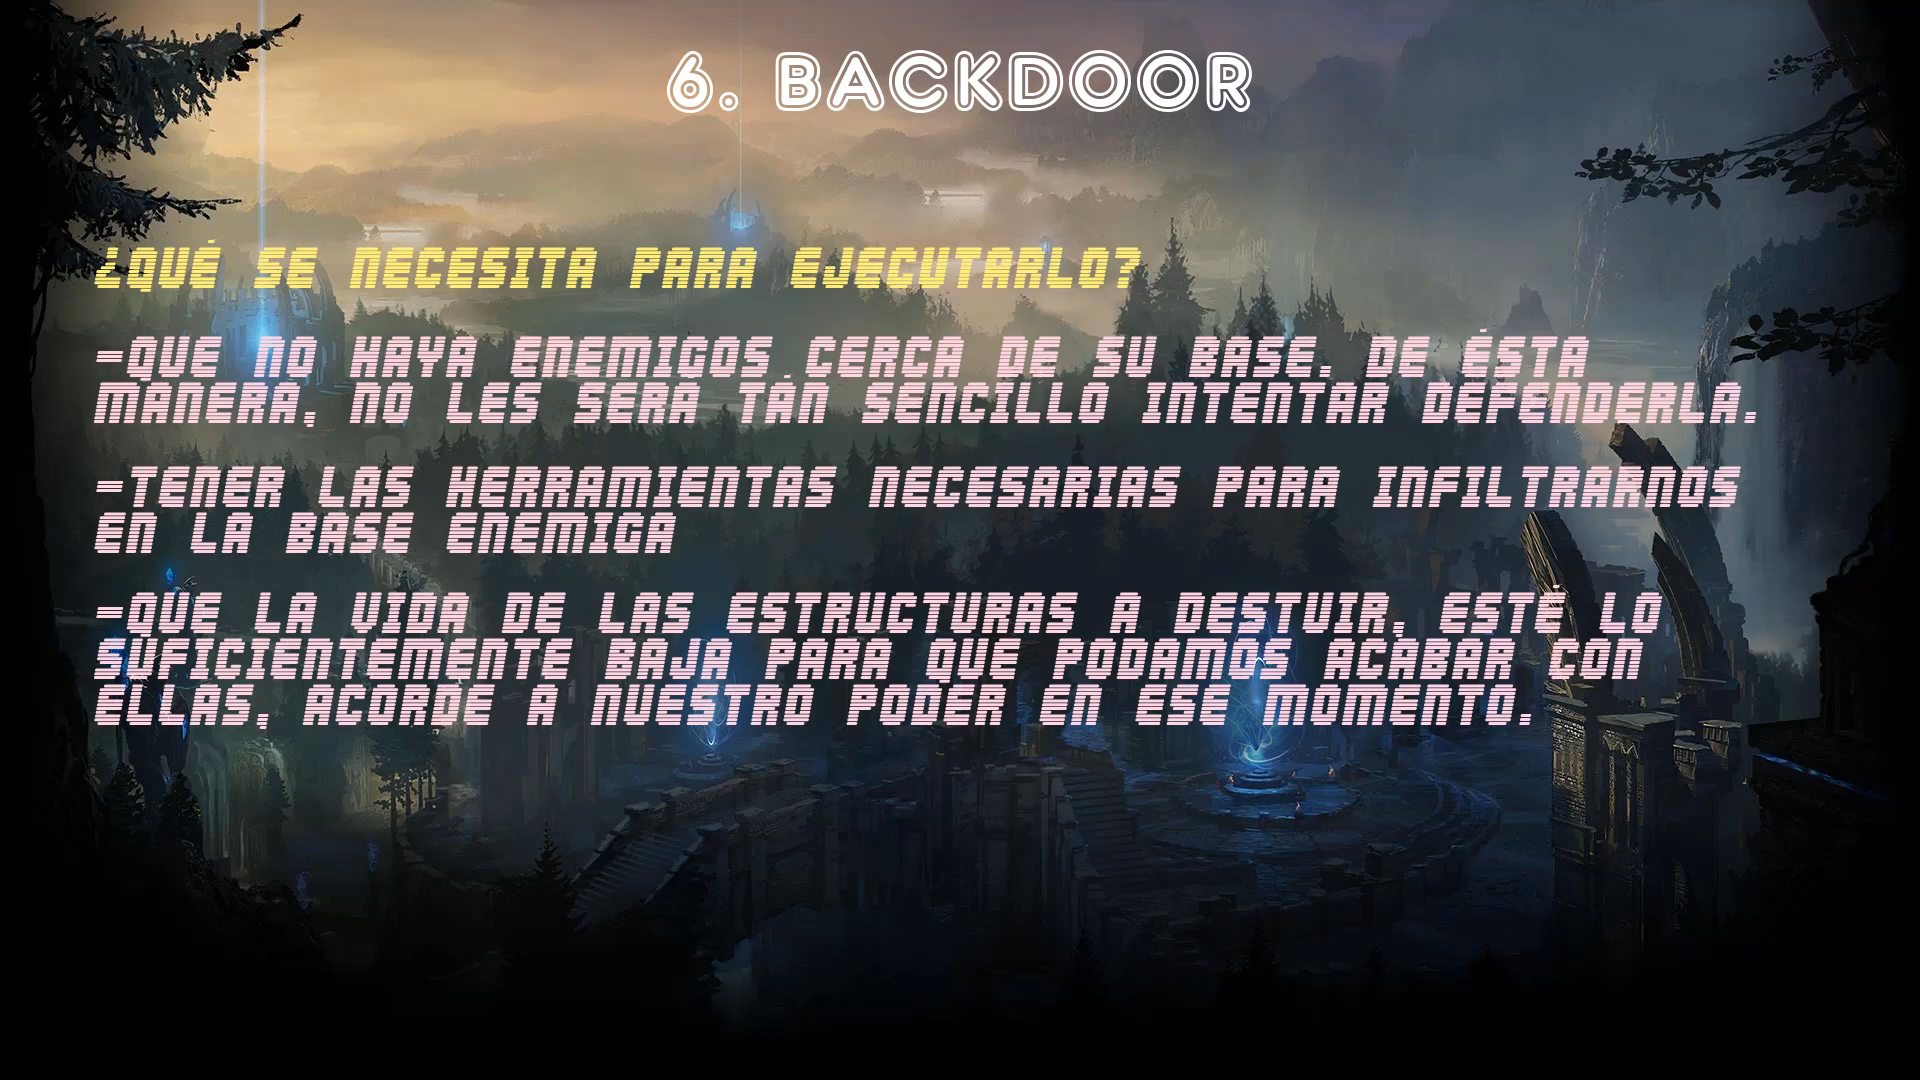 6. BACKDOOR
¿QUÉ SE NECESITA PARA EJECUTARLO?
-QUE NO HAYA ENEMIGOS CERCA DE SU BASE. DE ÉSTA
MANERA, NO LES SERÁ TAN SENCILLO INTENTAR DEFENDERLA.
-TENER LAS HERRAMIENTAS NECESARIAS PARA INFILTRARNOS
EN LA BASE ENEMIGA
-QUE LA VIDA DE LAS ESTRUCTURAS A DESTUIR, ESTÉ LO
SUFICIENTEMENTE BAJA PARA QUE PODAMOS ACABAR CON
ELLAS, ACORDE A NUESTRO PODER EN ESE MOMENTO.